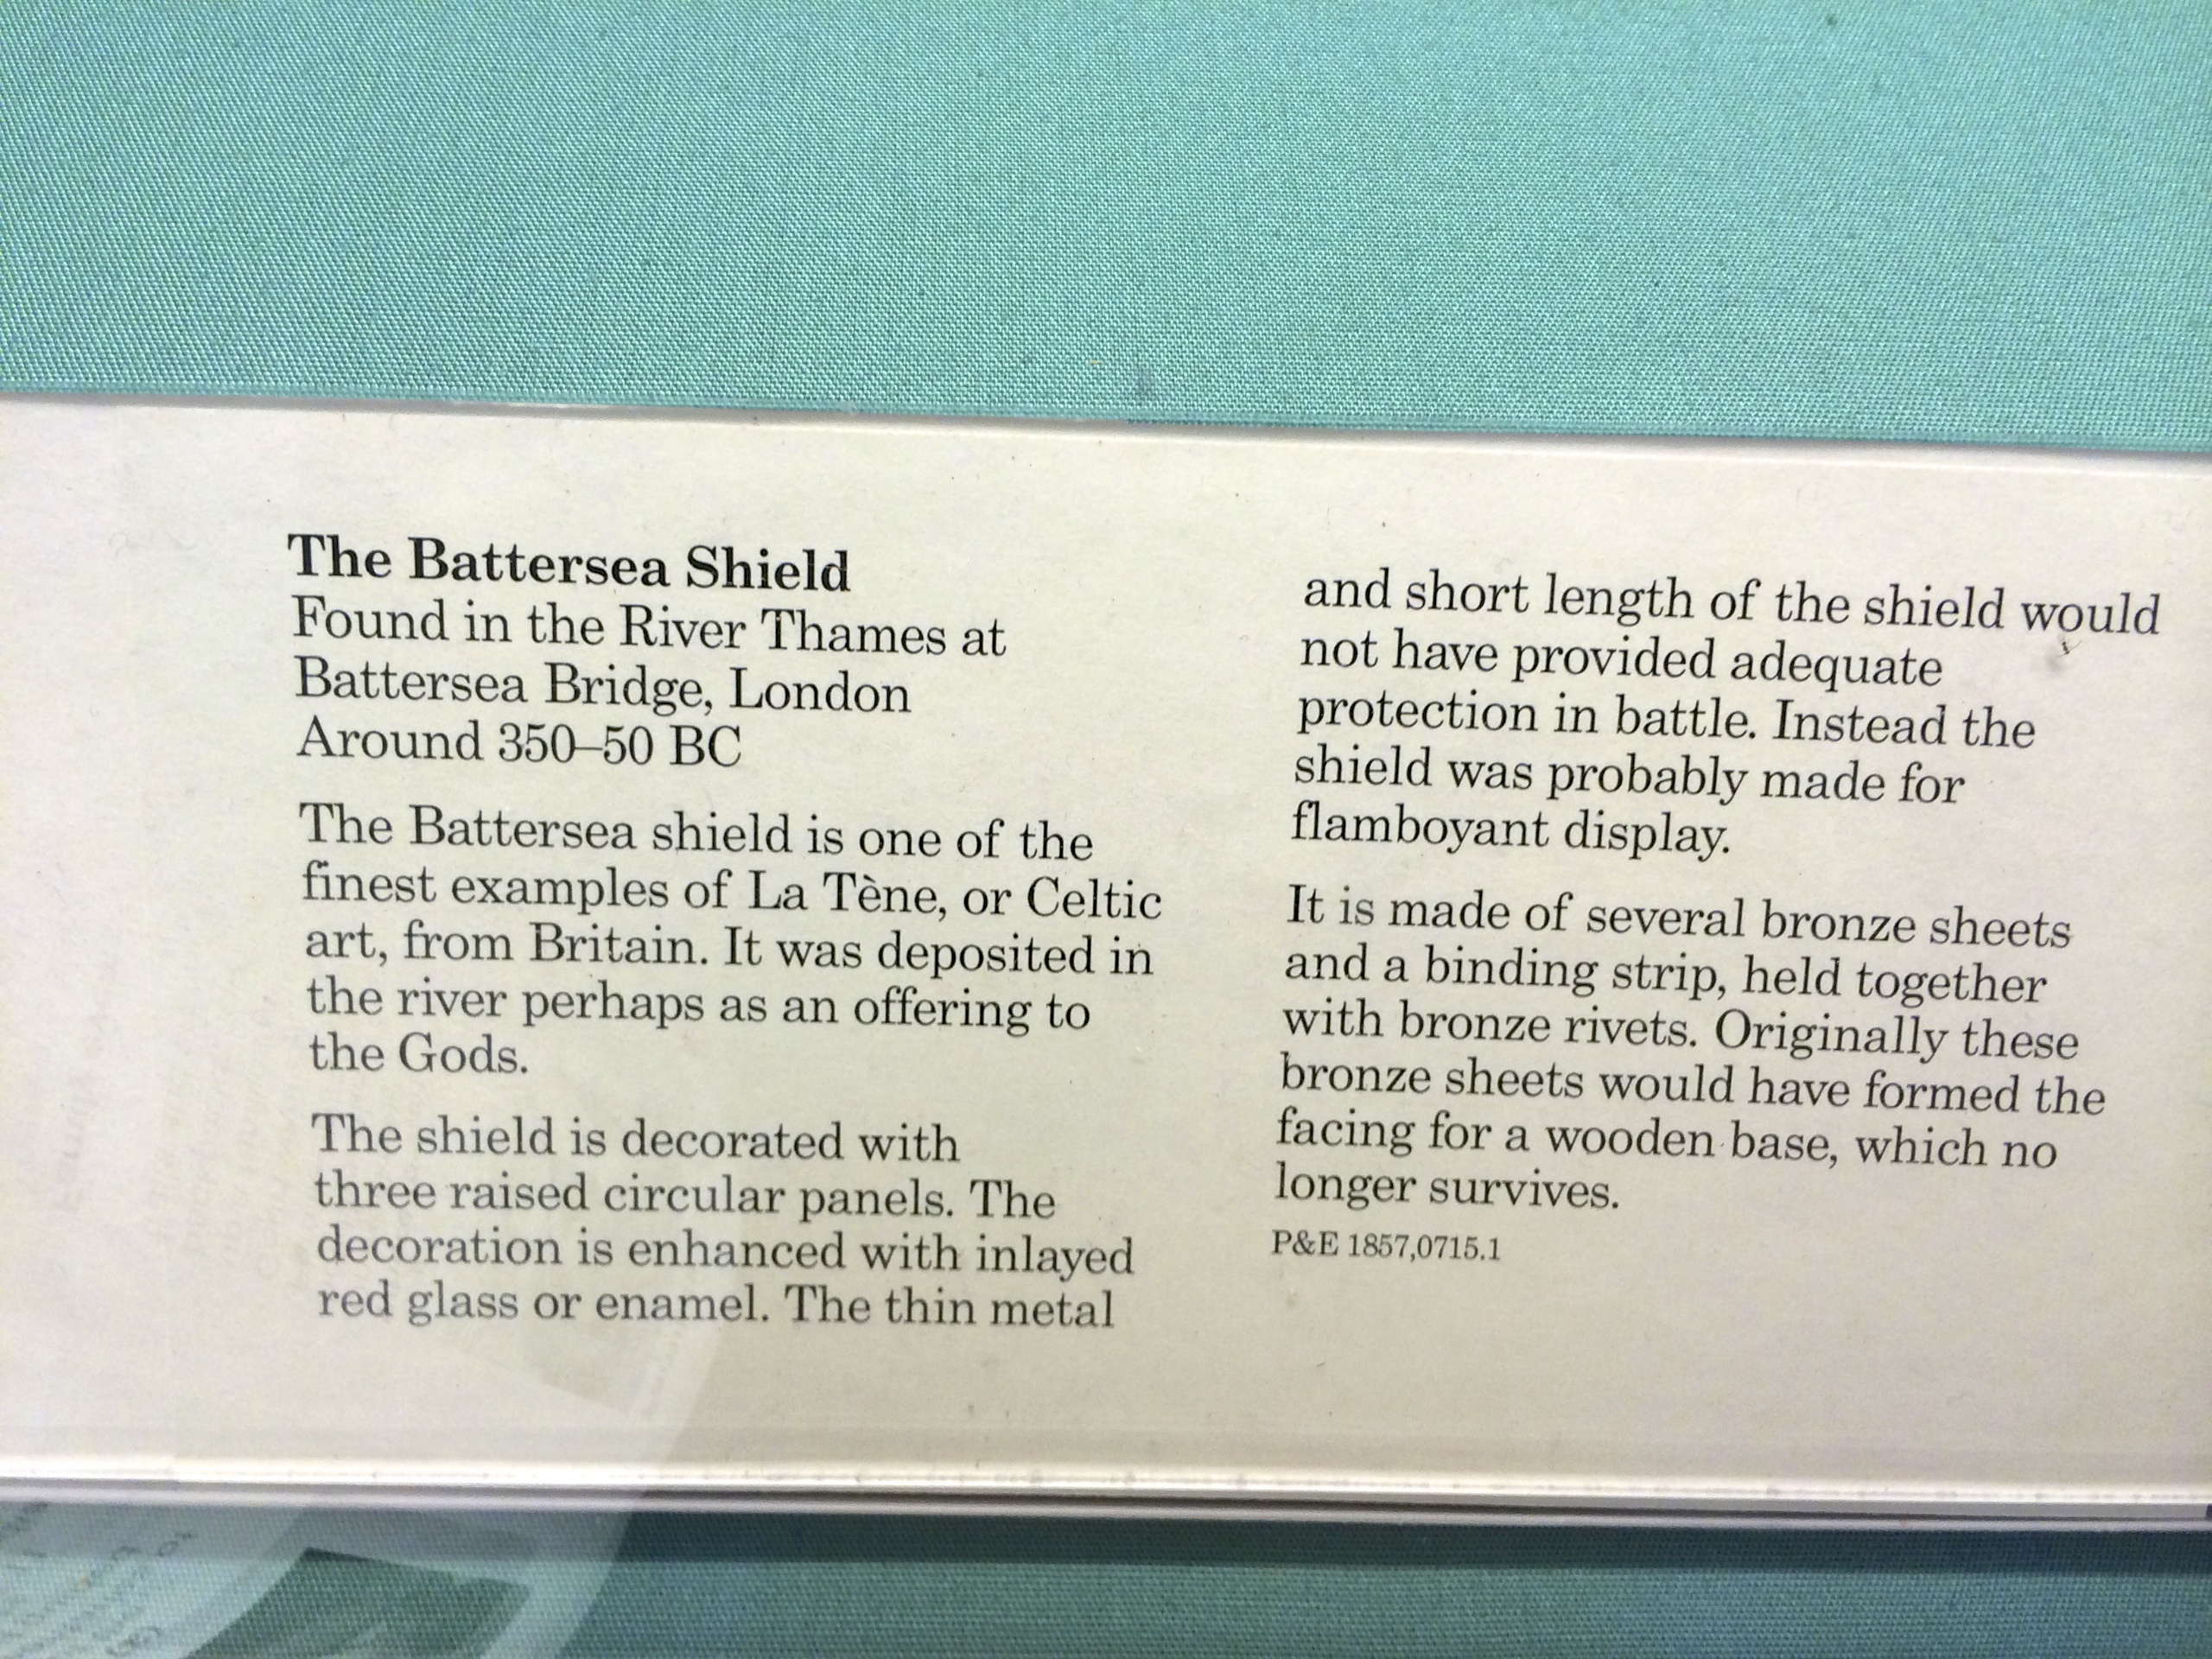 The Battersea Shield
Found in the River Thames at
Battersea Bridge, London
Around 350–50 BC
The Battersea shield is one of the
finest examples of La Tène, or Celtic
art, from Britain. It was deposited in
the river perhaps as an offering to
the Gods.
The shield is decorated with
three raised circular panels. The
decoration is enhanced with inlayed
red glass or enamel. The thin metal
and short length of the shield would
not have provided adequate
protection in battle. Instead the
shield was probably made for
flamboyant display.
It is made of several bronze sheets
and a binding strip, held together
with bronze rivets. Originally these
bronze sheets would have formed the
facing for a wooden base, which no
longer survives.
P&E 1857,0715.1